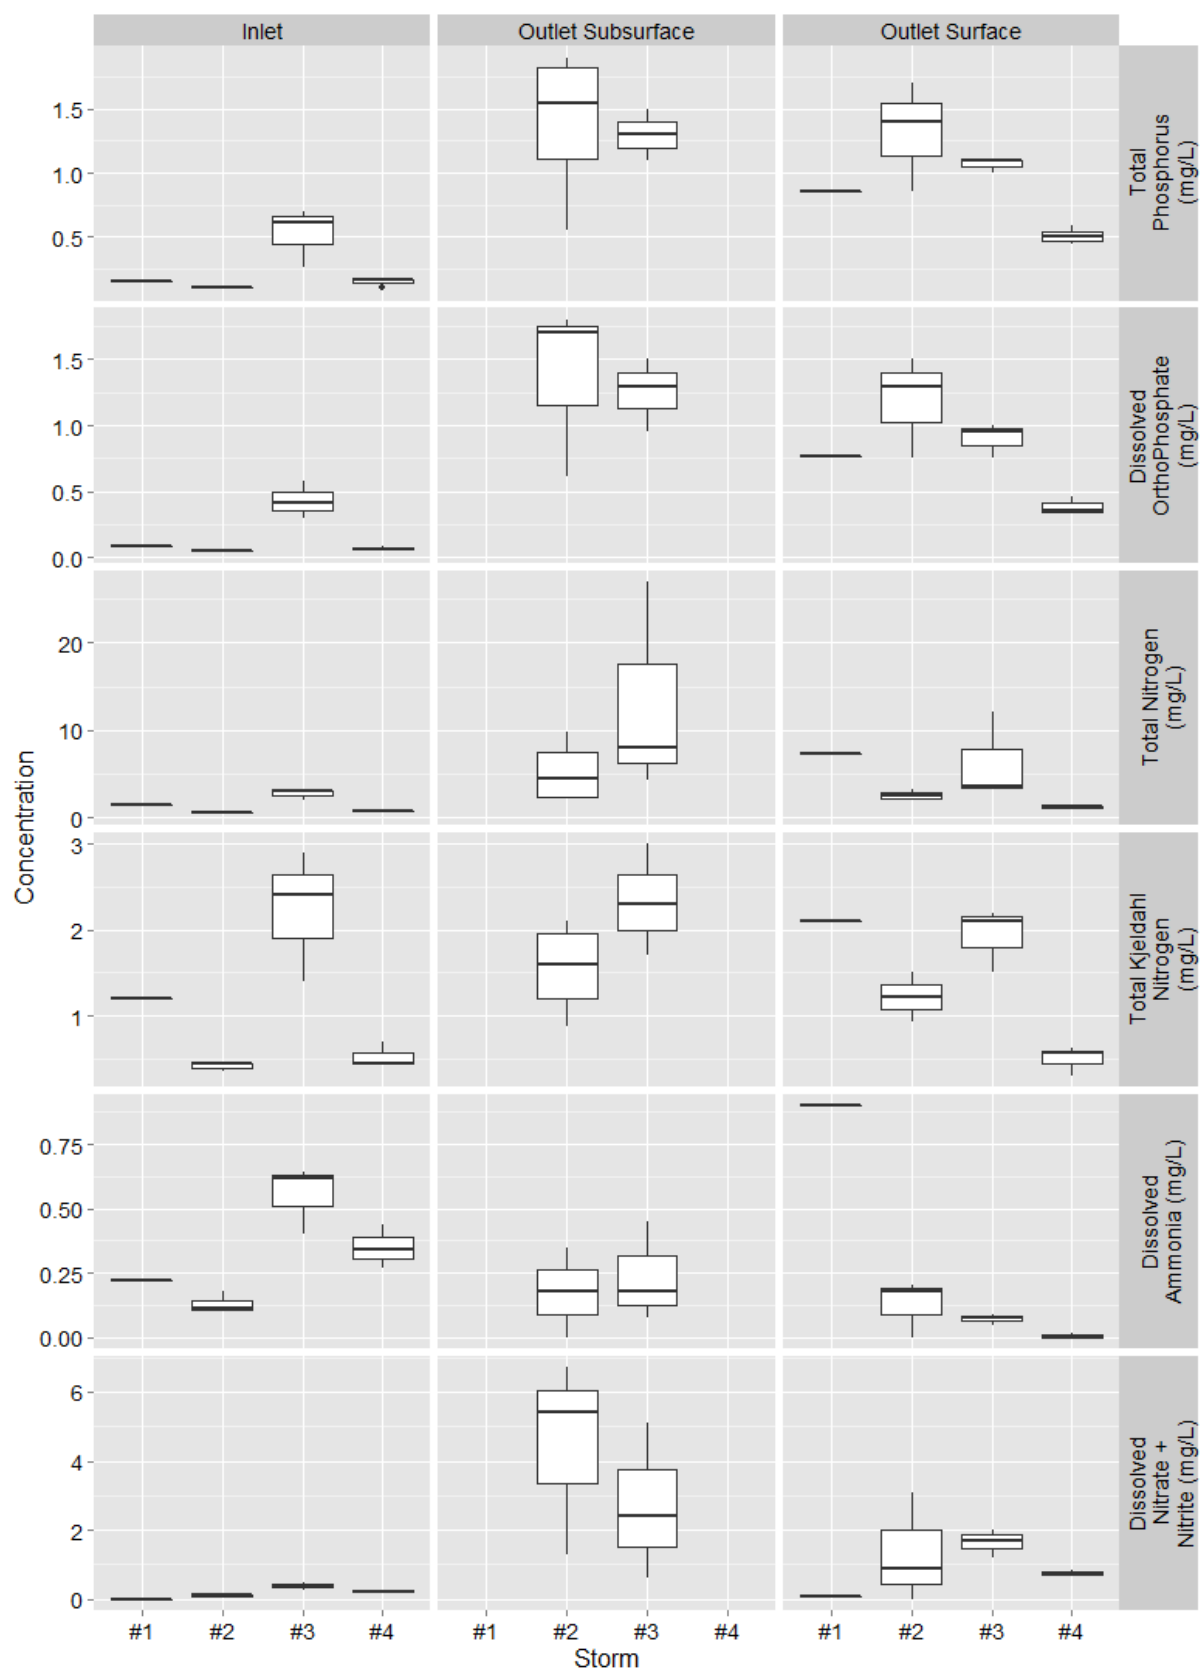 Inlet
Outlet Subsurface
Outlet Surface
Concentration
1.5
1.0
0.5
Total
Phosphorus
(mg/L)
1.5
1.0
0.5
0.0
Dissolved
OrthoPhosphate
(mg/L)
20
10
0
Total Nitrogen
(mg/L)
3
2
1
Total Kjeldahl
Nitrogen
(mg/L)
0.75
0.50
0.25
0.00
Dissolved
Ammonia (mg/L)
6
4
2
0
Dissolved
Nitrate +
Nitrite (mg/L)
#1 #2 #3 #4 #1 #2 #3 #4 #1 #2 #3 #4
Storm